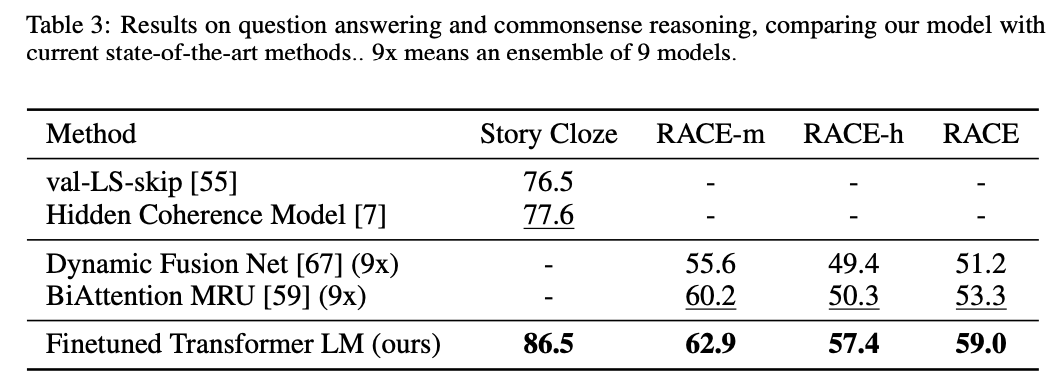 Table 3: Results on question answering and commonsense reasoning, comparing our model with
current state-of-the-art methods.. 9x means an ensemble of 9 models.
Method Story Cloze RACE-m RACE-h RACE
val-LS-skip [55] 76.5 - - -
Hidden Coherence Model [7] 77.6 - - -
Dynamic Fusion Net [67] (9x) - 55.6 49.4 51.2
BiAttention MRU [59] (9x) - 60.2 50.3 53.3
Finetuned Transformer LM (ours) 86.5 62.9 57.4 59.0